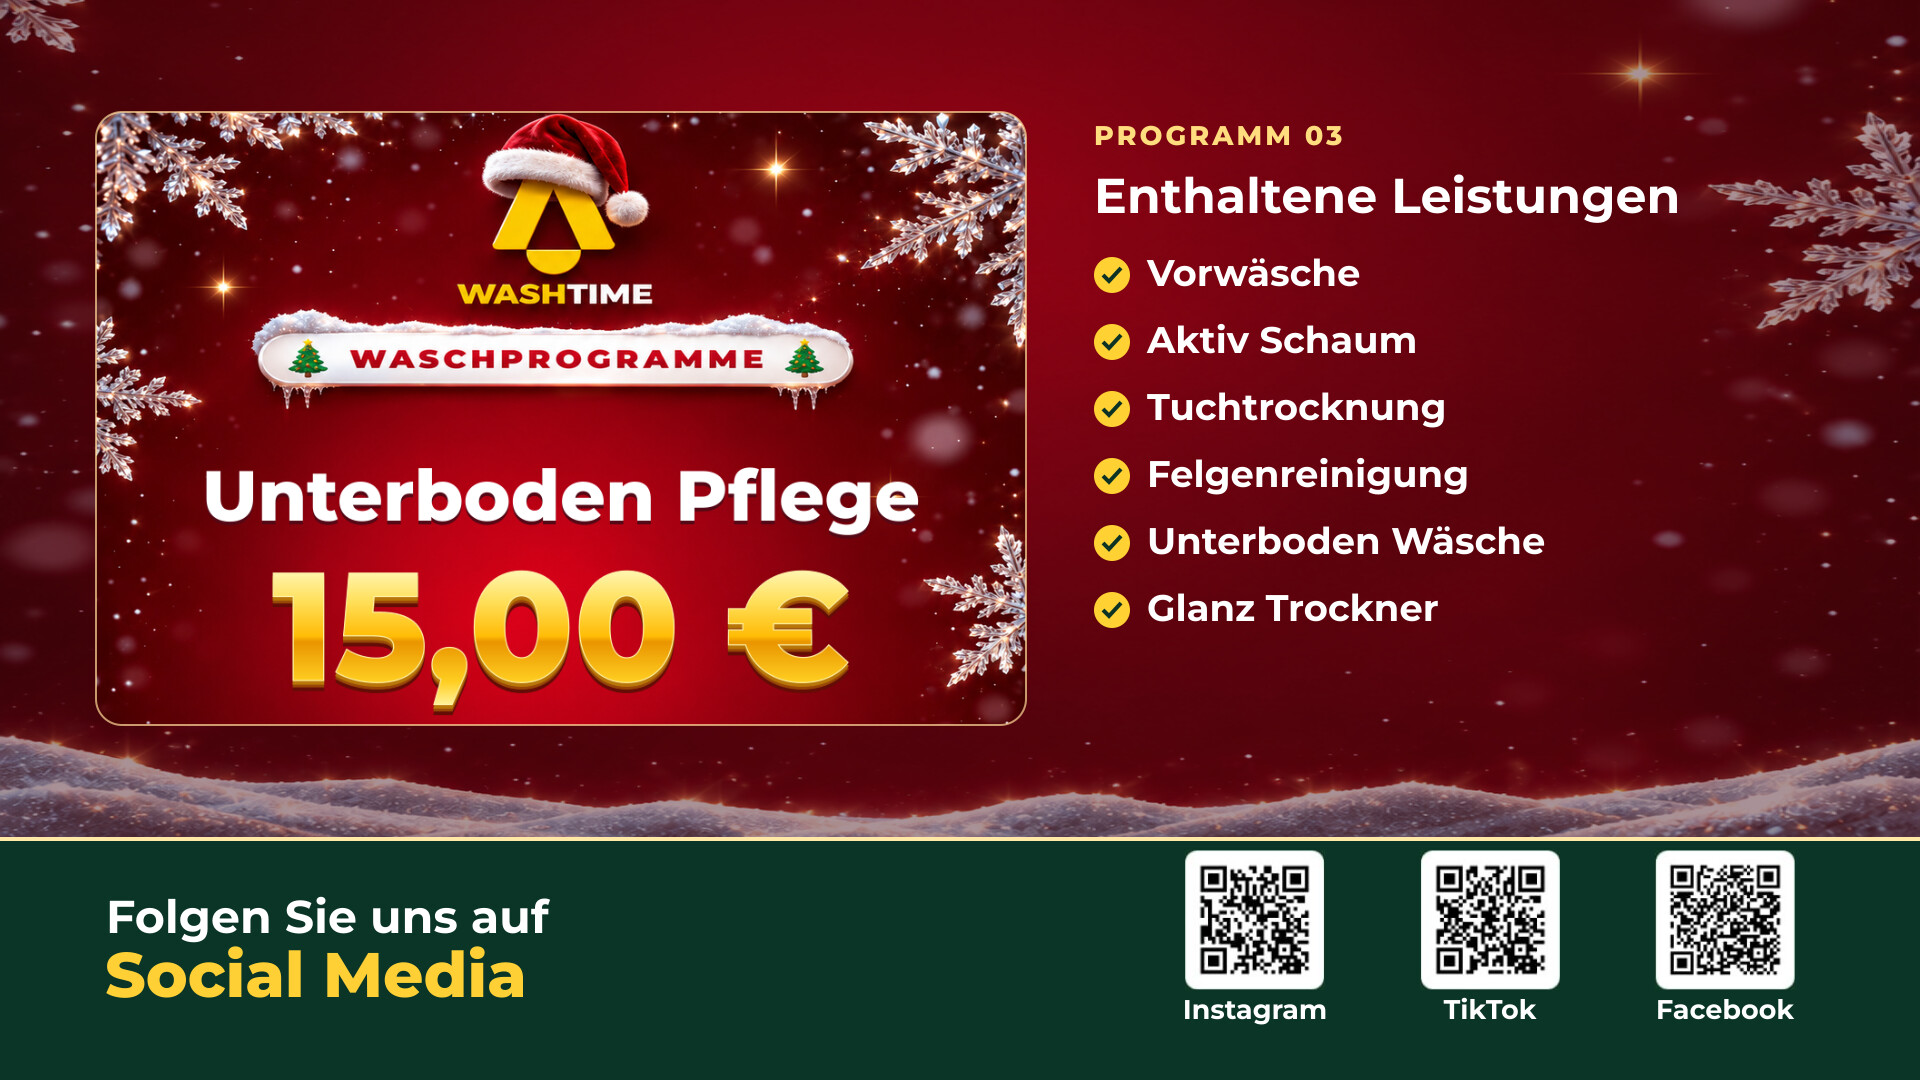 WASHTIME
WASCHPROGRAMME
Unterboden Pflege
15,00 €
PROGRAMM 03
Enthaltene Leistungen
Vorwäsche
Aktiv Schaum
Tuchtrocknung
Felgenreinigung
Unterboden Wäsche
Glanz Trockner
Folgen Sie uns auf
Social Media
Instagram
TikTok
Facebook